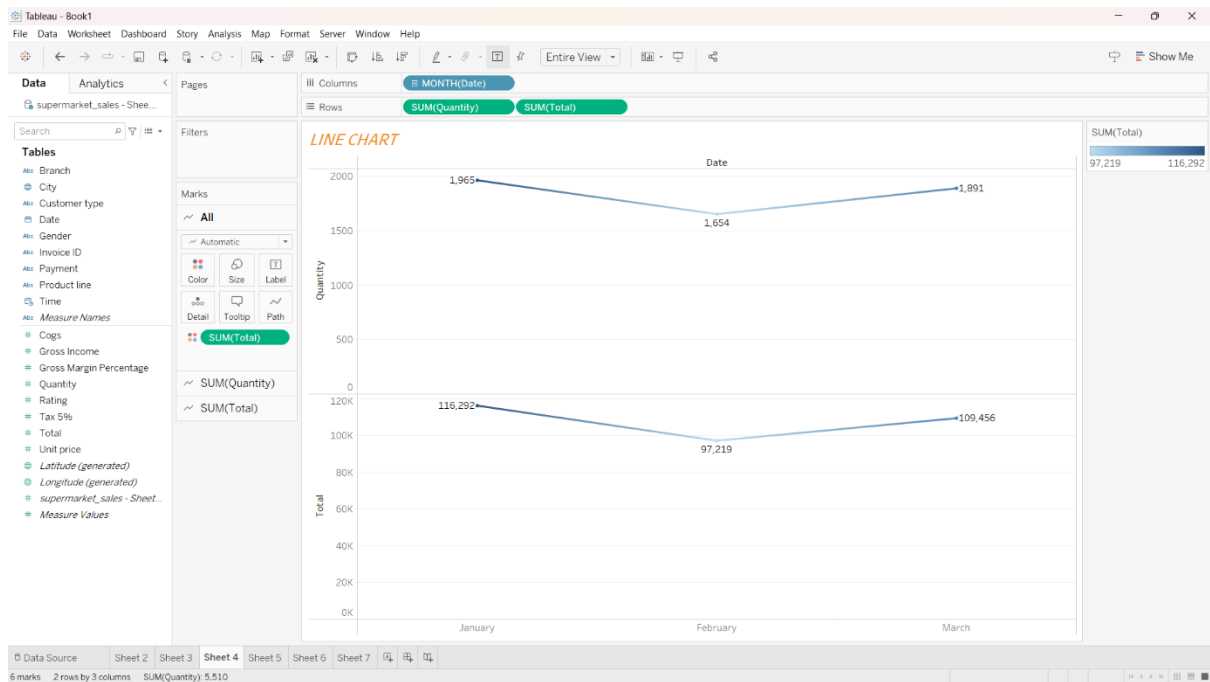 Tableau - Book1
File Data Worksheet Dashboard Story Analysis Map Format Server Window Help
Entire View
Show Me
Data Analytics
supermarket_sales - Shee...
Search
Tables
Abc Branch
City
Abc Customer type
Date
Abc Gender
Abc Invoice ID
Abc Payment
Abc Product line
Time
Abc Measure Names
# Cogs
# Gross Income
# Gross Margin Percentage
# Quantity
# Rating
# Tax 5%
# Total
# Unit price
Latitude (generated)
Longitude (generated)
# supermarket_sales - Sheet...
# Measure Values
Pages
Filters
Marks
All
Automatic
Color Size Label
Detail Tooltip Path
SUM(Total)
SUM(Quantity)
SUM(Total)
Columns MONTH(Date)
Rows SUM(Quantity) SUM(Total)
LINE CHART
Date
2000
1500
1000
500
0
Quantity
1,965
1,654
1,891
120K
100K
80K
60K
40K
20K
0K
Total
116,292
97,219
109,456
January February March
SUM(Total)
97,219 116,292
Data Source Sheet 2 Sheet 3 Sheet 4 Sheet 5 Sheet 6 Sheet 7
6 marks 2 rows by 3 columns SUM(Quantity): 5,510